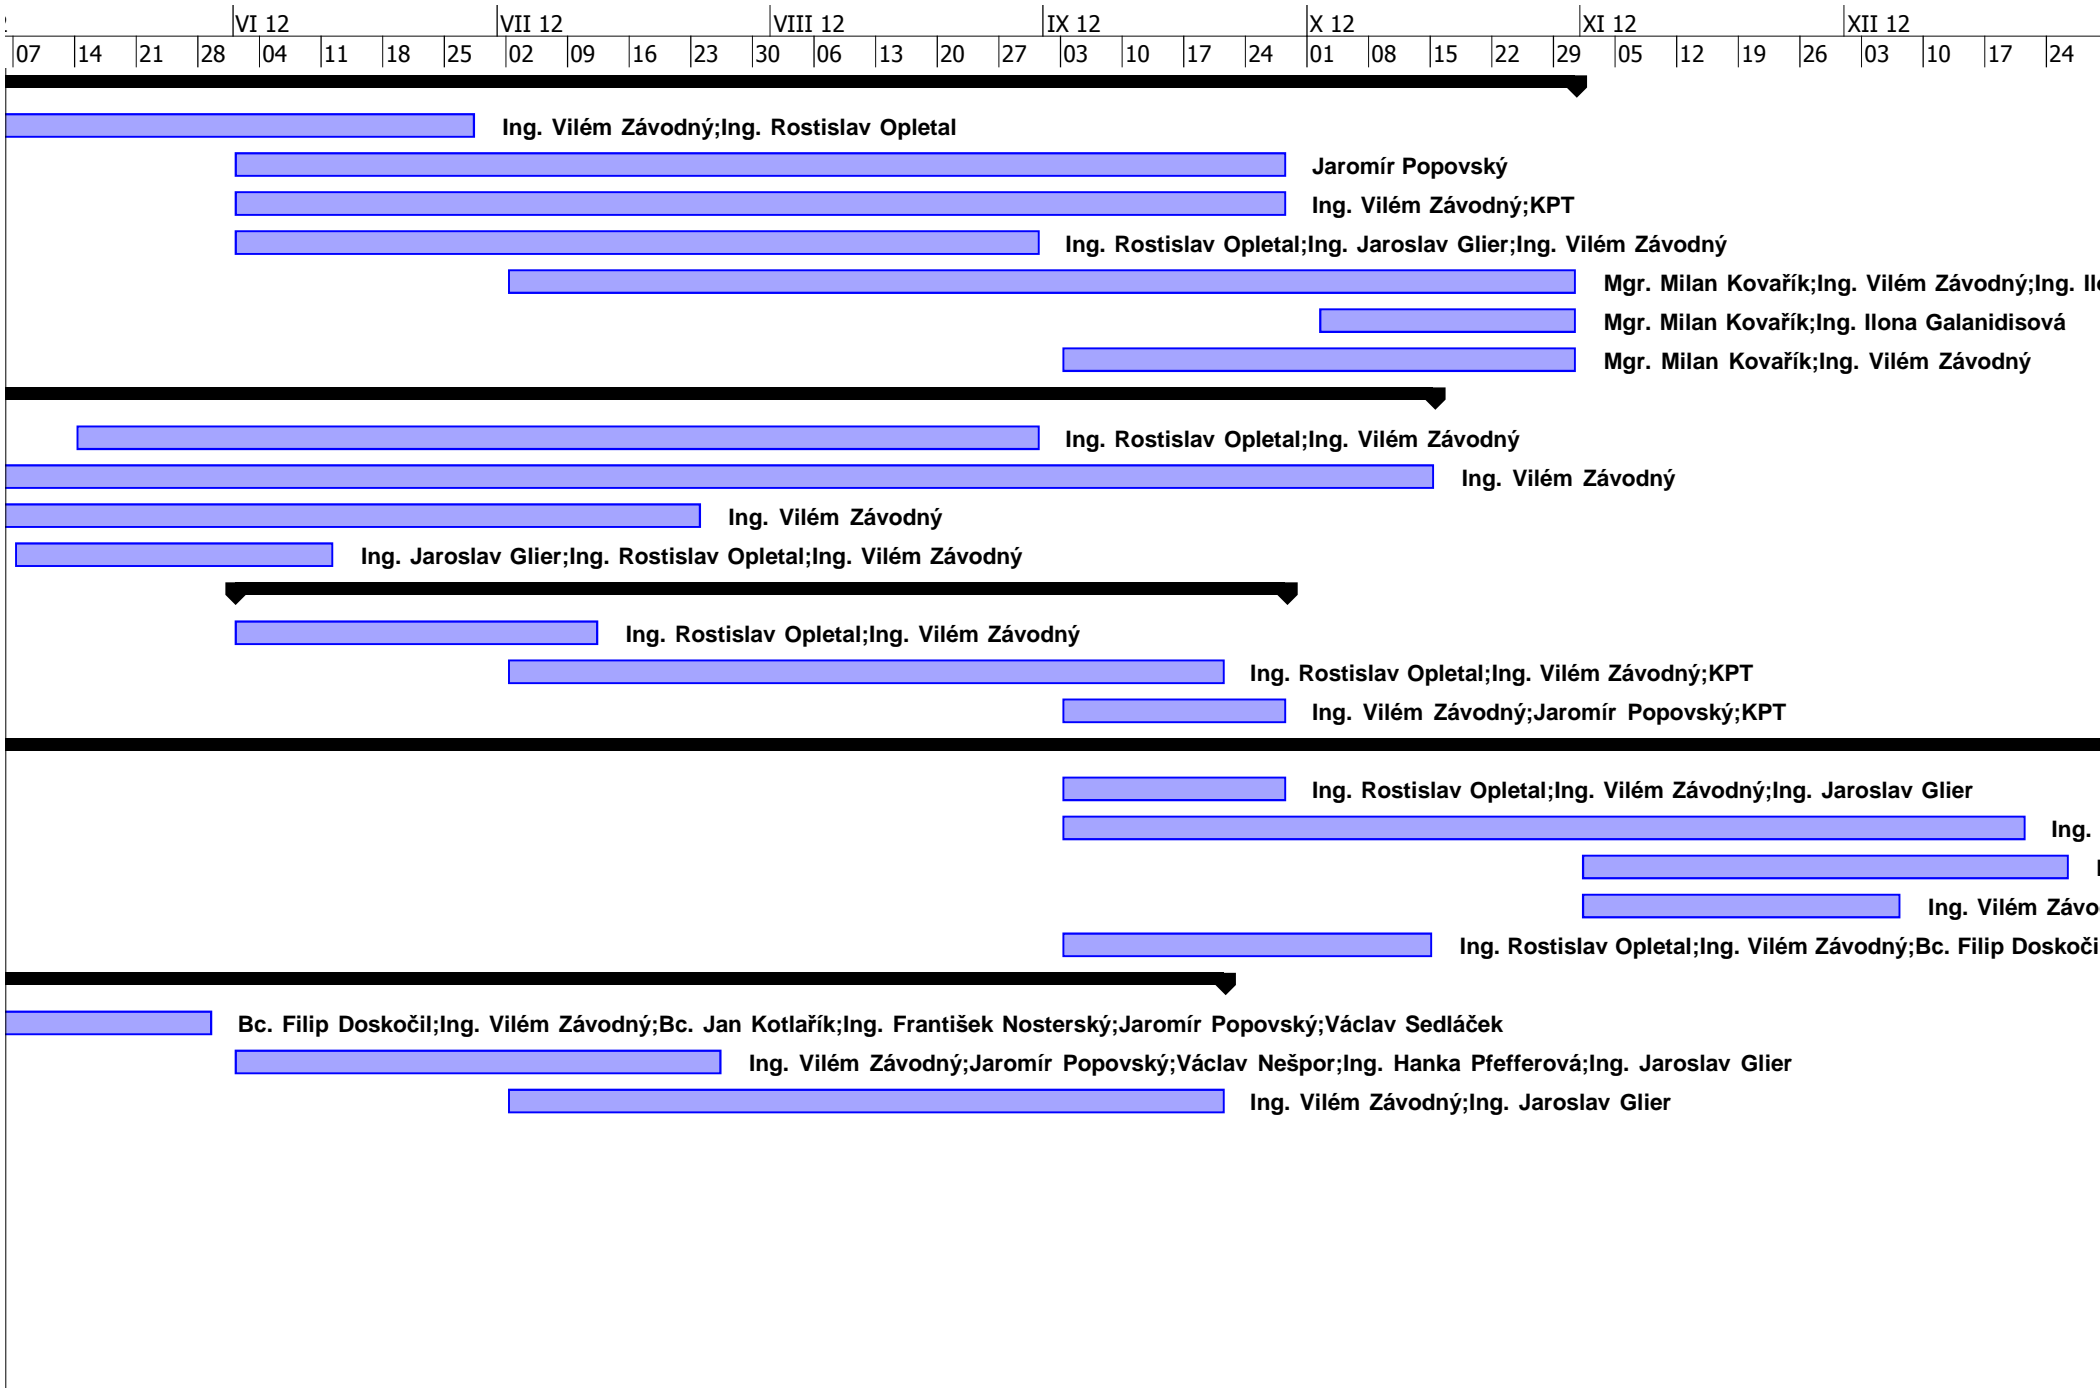 VI 12 VII 12 VIII 12 IX 12 X 12 XI 12 XII 12
07 14 21 28 04 11 18 25 02 09 16 23 30 06 13 20 27 03 10 17 24 01 08 15 22 29 05 12 19 26 03 10 17 24
Ing. Vilém Závodný;Ing. Rostislav Opletal
Jaromír Popovský
Ing. Vilém Závodný;KPT
Ing. Rostislav Opletal;Ing. Jaroslav Glier;Ing. Vilém Závodný
Mgr. Milan Kovařík;Ing. Vilém Závodný;Ing.
Mgr. Milan Kovařík;Ing. Ilona Galanidisová
Mgr. Milan Kovařík;Ing. Vilém Závodný
Ing. Rostislav Opletal;Ing. Vilém Závodný
Ing. Vilém Závodný
Ing. Vilém Závodný
Ing. Jaroslav Glier;Ing. Rostislav Opletal;Ing. Vilém Závodný
Ing. Rostislav Opletal;Ing. Vilém Závodný
Ing. Rostislav Opletal;Ing. Vilém Závodný;KPT
Ing. Vilém Závodný;Jaromír Popovský;KPT
Ing. Rostislav Opletal;Ing. Vilém Závodný;Ing. Jaroslav Glier
Ing.
Ing. Vilém Závo
Ing. Rostislav Opletal;Ing. Vilém Závodný;Bc. Filip Doskoči
Bc. Filip Doskočil;Ing. Vilém Závodný;Bc. Jan Kotlařík;Ing. František Nosterský;Jaromír Popovský;Václav Sedláček
Ing. Vilém Závodný;Jaromír Popovský;Václav Nešpor;Ing. Hanka Pfefferová;Ing. Jaroslav Glier
Ing. Vilém Závodný;Ing. Jaroslav Glier